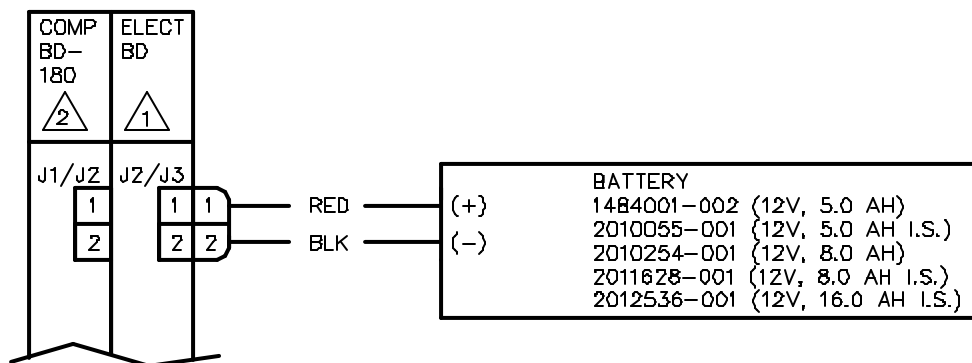 COMP
BD-
180
2
ELECT
BD
1
J1/J2
J2/J3
1
1
1
RED
(+)
2
2
2
BLK
(-)
BATTERY
1484001-002 (12V, 5.0 AH)
2010055-001 (12V, 5.0 AH I.S.)
2010254-001 (12V, 8.0 AH)
2011628-001 (12V, 8.0 AH I.S.)
2012536-001 (12V, 16.0 AH I.S.)